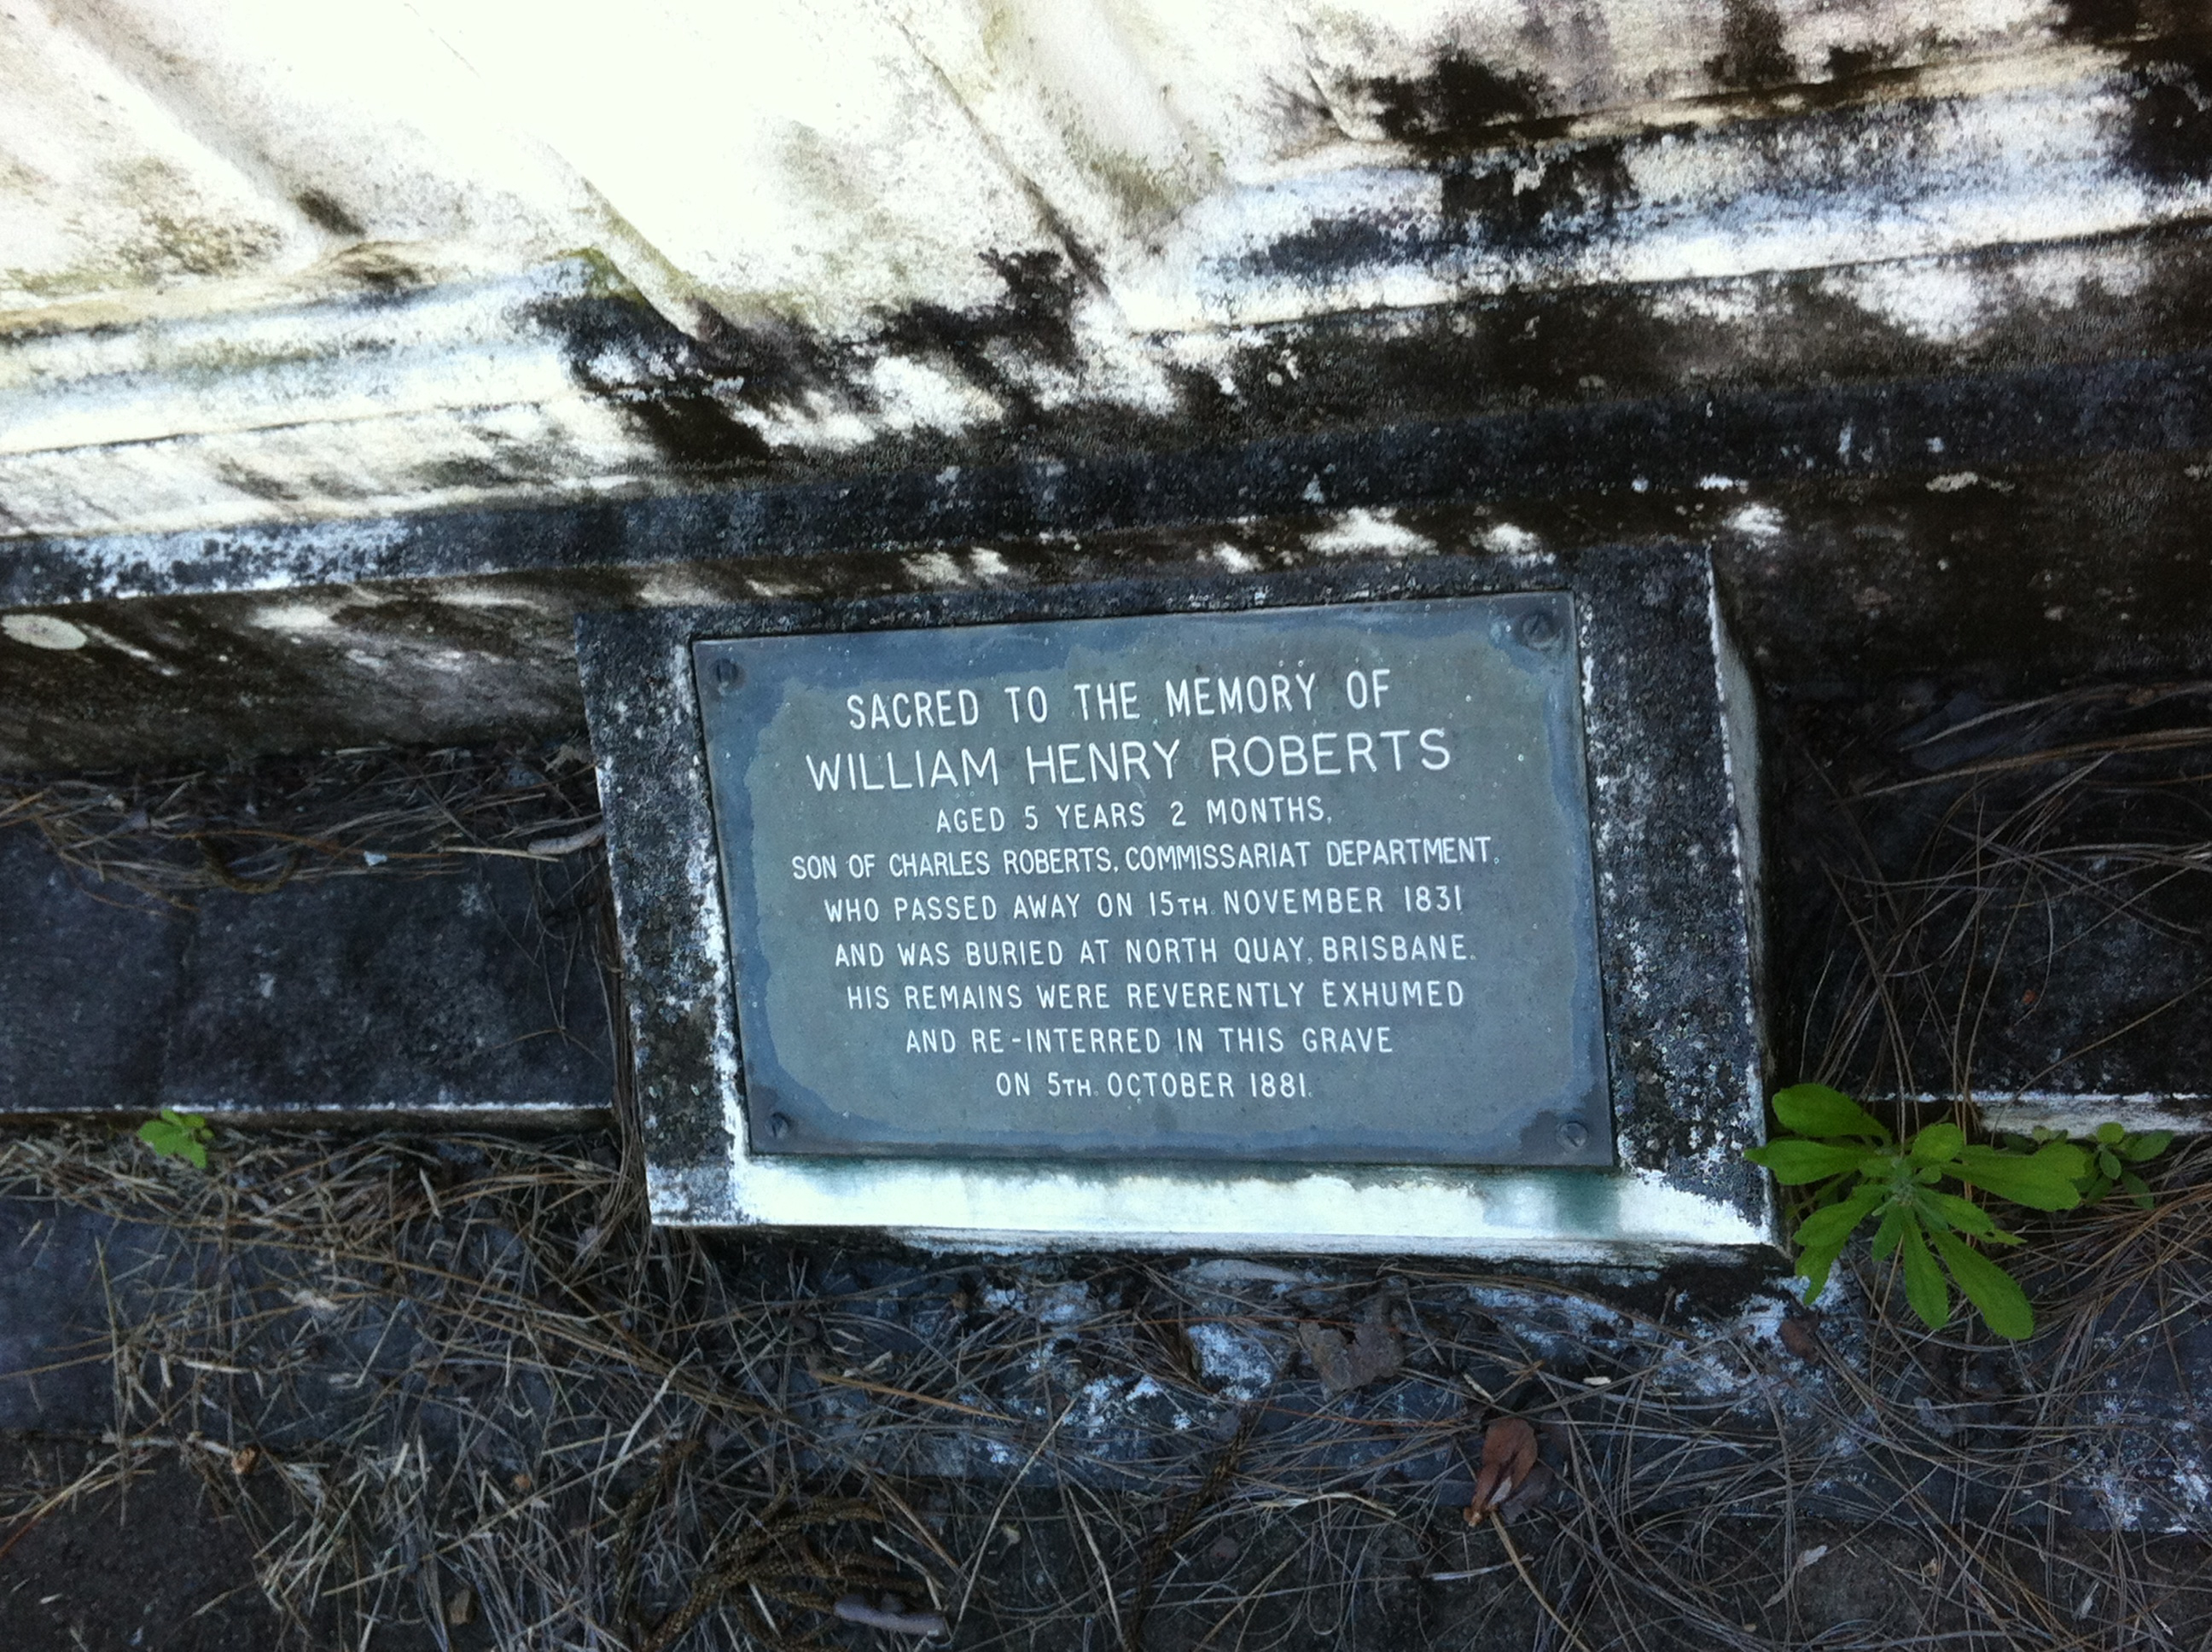 SACRED TO THE MEMORY OF
WILLIAM HENRY ROBERTS
AGED 5 YEARS 2 MONTHS,
SON OF CHARLES ROBERTS, COMMISSARIAT DEPARTMENT,
WHO PASSED AWAY ON 15TH. NOVEMBER 1831
AND WAS BURIED AT NORTH QUAY, BRISBANE.
HIS REMAINS WERE REVERENTLY EXHUMED
AND RE-INTERRED IN THIS GRAVE
ON 5TH. OCTOBER 1881.